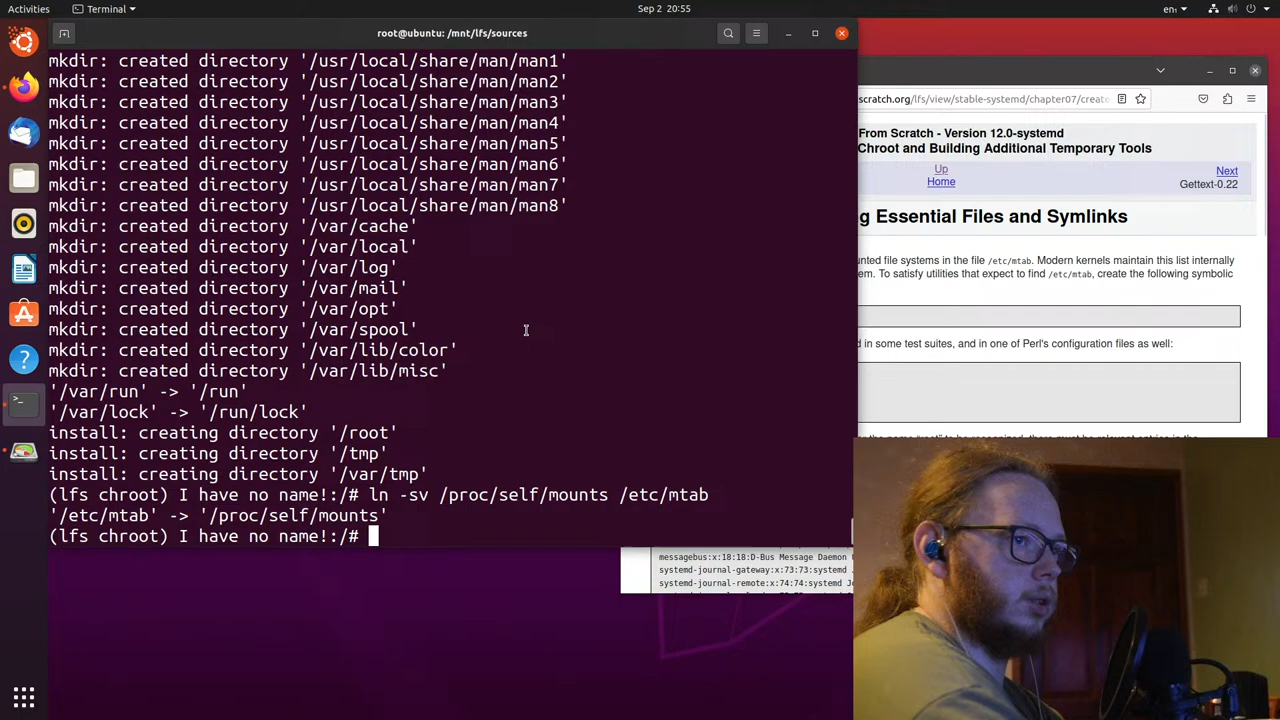 Activities
Terminal
Sep 2 20:55
en
root@ubuntu: /mnt/lfs/sources
mkdir: created directory '/usr/local/share/man/man1'
mkdir: created directory '/usr/local/share/man/man2'
mkdir: created directory '/usr/local/share/man/man3'
mkdir: created directory '/usr/local/share/man/man4'
mkdir: created directory '/usr/local/share/man/man5'
mkdir: created directory '/usr/local/share/man/man6'
mkdir: created directory '/usr/local/share/man/man7'
mkdir: created directory '/usr/local/share/man/man8'
mkdir: created directory '/var/cache'
mkdir: created directory '/var/local'
mkdir: created directory '/var/log'
mkdir: created directory '/var/mail'
mkdir: created directory '/var/opt'
mkdir: created directory '/var/spool'
mkdir: created directory '/var/lib/color'
mkdir: created directory '/var/lib/misc'
'/var/run' -> '/run'
'/var/lock' -> '/run/lock'
install: creating directory '/root'
install: creating directory '/tmp'
install: creating directory '/var/tmp'
(lfs chroot) I have no name!:/# ln -sv /proc/self/mounts /etc/mtab
'/etc/mtab' -> '/proc/self/mounts'
(lfs chroot) I have no name!:/#
scratch.org/lfs/view/stable-systemd/chapter07/create
From Scratch - Version 12.0-systemd
Chroot and Building Additional Temporary Tools
Up
Home
Next
Gettext-0.22
g Essential Files and Symlinks
unted file systems in the file /etc/mtab. Modern kernels maintain this list internally
em. To satisfy utilities that expect to find /etc/mtab, create the following symbolic
d in some test suites, and in one of Perl's configuration files as well:
messagebus:x:18:18:D-Bus Message Daemon
systemd-journal-gateway:x:73:73:systemd
systemd-journal-remote:x:74:74:systemd